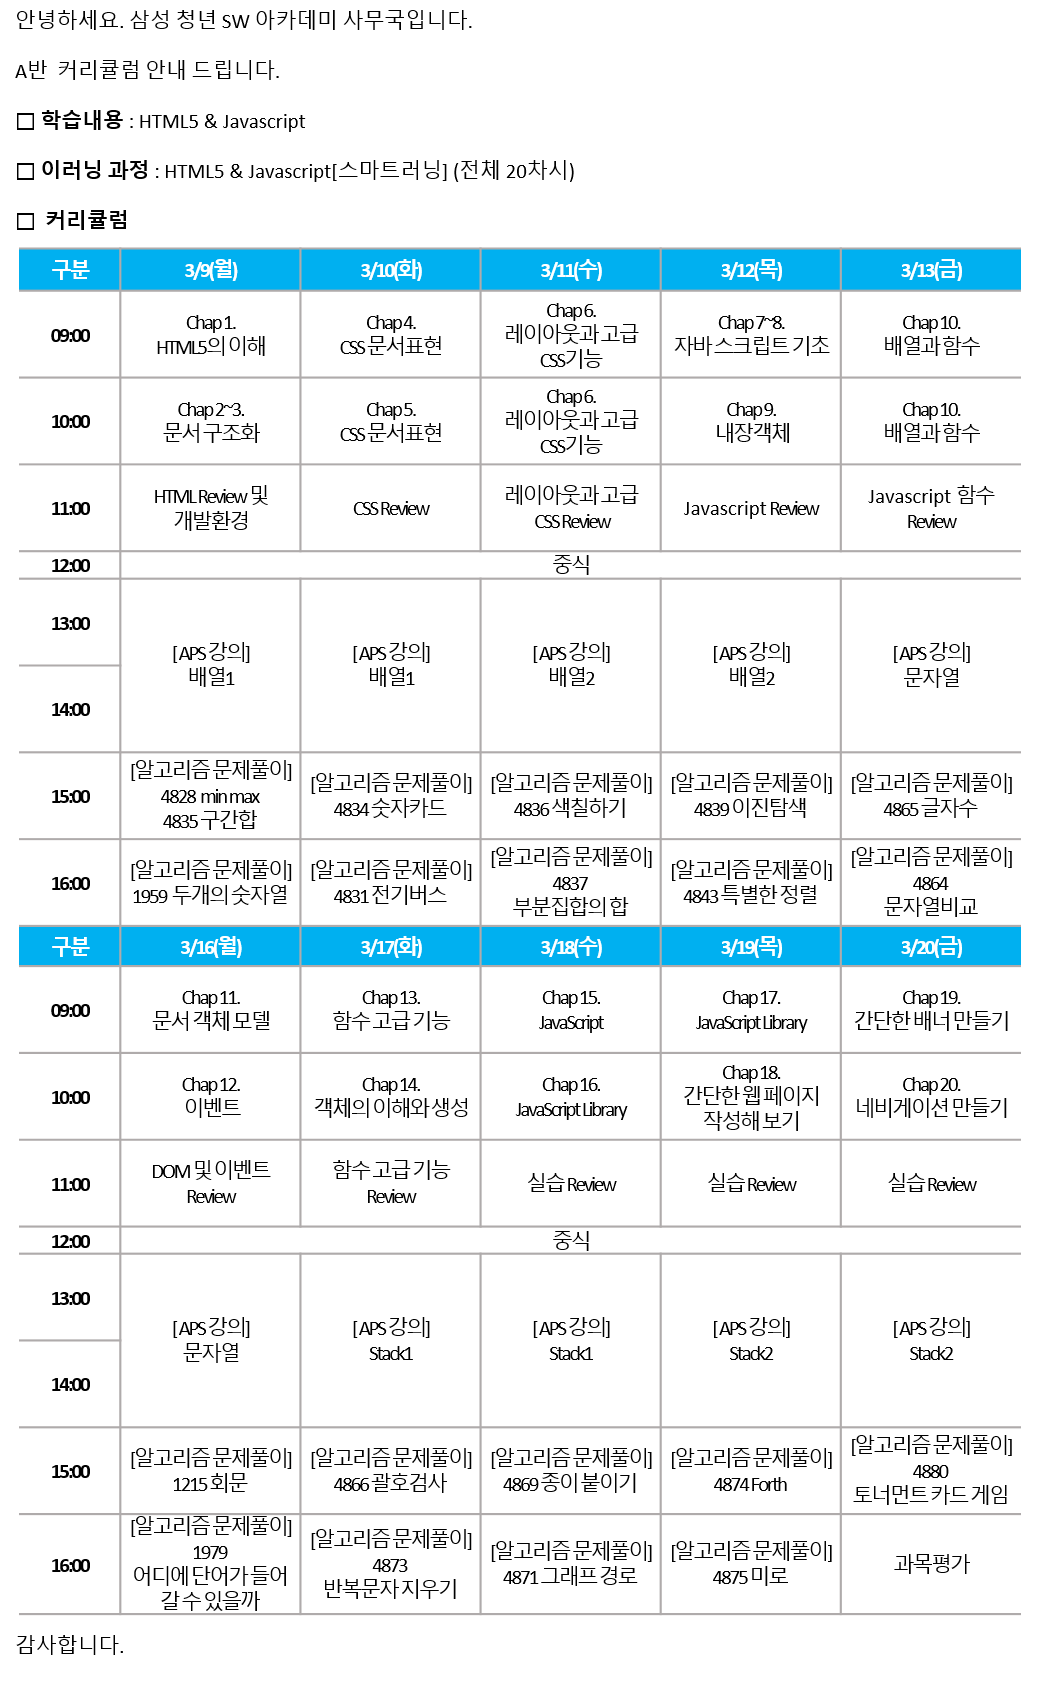 안녕하세요. 삼성 청년 SW 아카데미 사무국입니다.
A반 커리큘럼 안내 드립니다.
□ 학습내용 : HTML5 & Javascript
□ 이러닝 과정 : HTML5 & Javascript[스마트러닝] (전체 20차시)
□ 커리큘럼
구분 3/9(월) 3/10(화) 3/11(수) 3/12(목) 3/13(금)
09:00
Chap 1.
HTML5의 이해
Chap 4.
CSS 문서표현
Chap 6.
레이아웃과 고급
CSS기능
Chap 7~8.
자바스크립트 기초
Chap 10.
배열과 함수
10:00
Chap 2~3.
문서 구조화
Chap 5.
CSS 문서표현
Chap 6.
레이아웃과 고급
CSS기능
Chap 9.
내장객체
Chap 10.
배열과 함수
11:00
HTML Review 및
개발환경
CSS Review
레이아웃과 고급
CSS Review
Javascript Review
Javascript 함수
Review
12:00 중식
13:00
14:00
[APS 강의]
배열1
[APS 강의]
배열1
[APS 강의]
배열2
[APS 강의]
배열2
[APS 강의]
문자열
15:00
[알고리즘 문제풀이]
4828 min max
4835 구간합
[알고리즘 문제풀이]
4834 숫자카드
[알고리즘 문제풀이]
4836 색칠하기
[알고리즘 문제풀이]
4839 이진탐색
[알고리즘 문제풀이]
4865 글자수
16:00
[알고리즘 문제풀이]
1959 두개의 숫자열
[알고리즘 문제풀이]
4831 전기버스
[알고리즘 문제풀이]
4837
부분집합의 합
[알고리즘 문제풀이]
4843 특별한 정렬
[알고리즘 문제풀이]
4864
문자열비교
구분 3/16(월) 3/17(화) 3/18(수) 3/19(목) 3/20(금)
09:00
Chap 11.
문서 객체 모델
Chap 13.
함수 고급 기능
Chap 15.
JavaScript
Chap 17.
JavaScript Library
Chap 19.
간단한 배너 만들기
10:00
Chap 12.
이벤트
Chap 14.
객체의 이해와 생성
Chap 16.
JavaScript Library
Chap 18.
간단한 웹 페이지
작성해 보기
Chap 20.
네비게이션 만들기
11:00
DOM 및 이벤트
Review
함수 고급 기능
Review
실습 Review
실습 Review
실습 Review
12:00 중식
13:00
14:00
[APS 강의]
문자열
[APS 강의]
Stack1
[APS 강의]
Stack1
[APS 강의]
Stack2
[APS 강의]
Stack2
15:00
[알고리즘 문제풀이]
1215 회문
[알고리즘 문제풀이]
4866 괄호검사
[알고리즘 문제풀이]
4869 종이 붙이기
[알고리즘 문제풀이]
4874 Forth
[알고리즘 문제풀이]
4880
토너먼트 카드 게임
16:00
[알고리즘 문제풀이]
1979
어디에 단어가 들어
갈 수 있을까
[알고리즘 문제풀이]
4873
반복문자 지우기
[알고리즘 문제풀이]
4871 그래프 경로
[알고리즘 문제풀이]
4875 미로
과목평가
감사합니다.